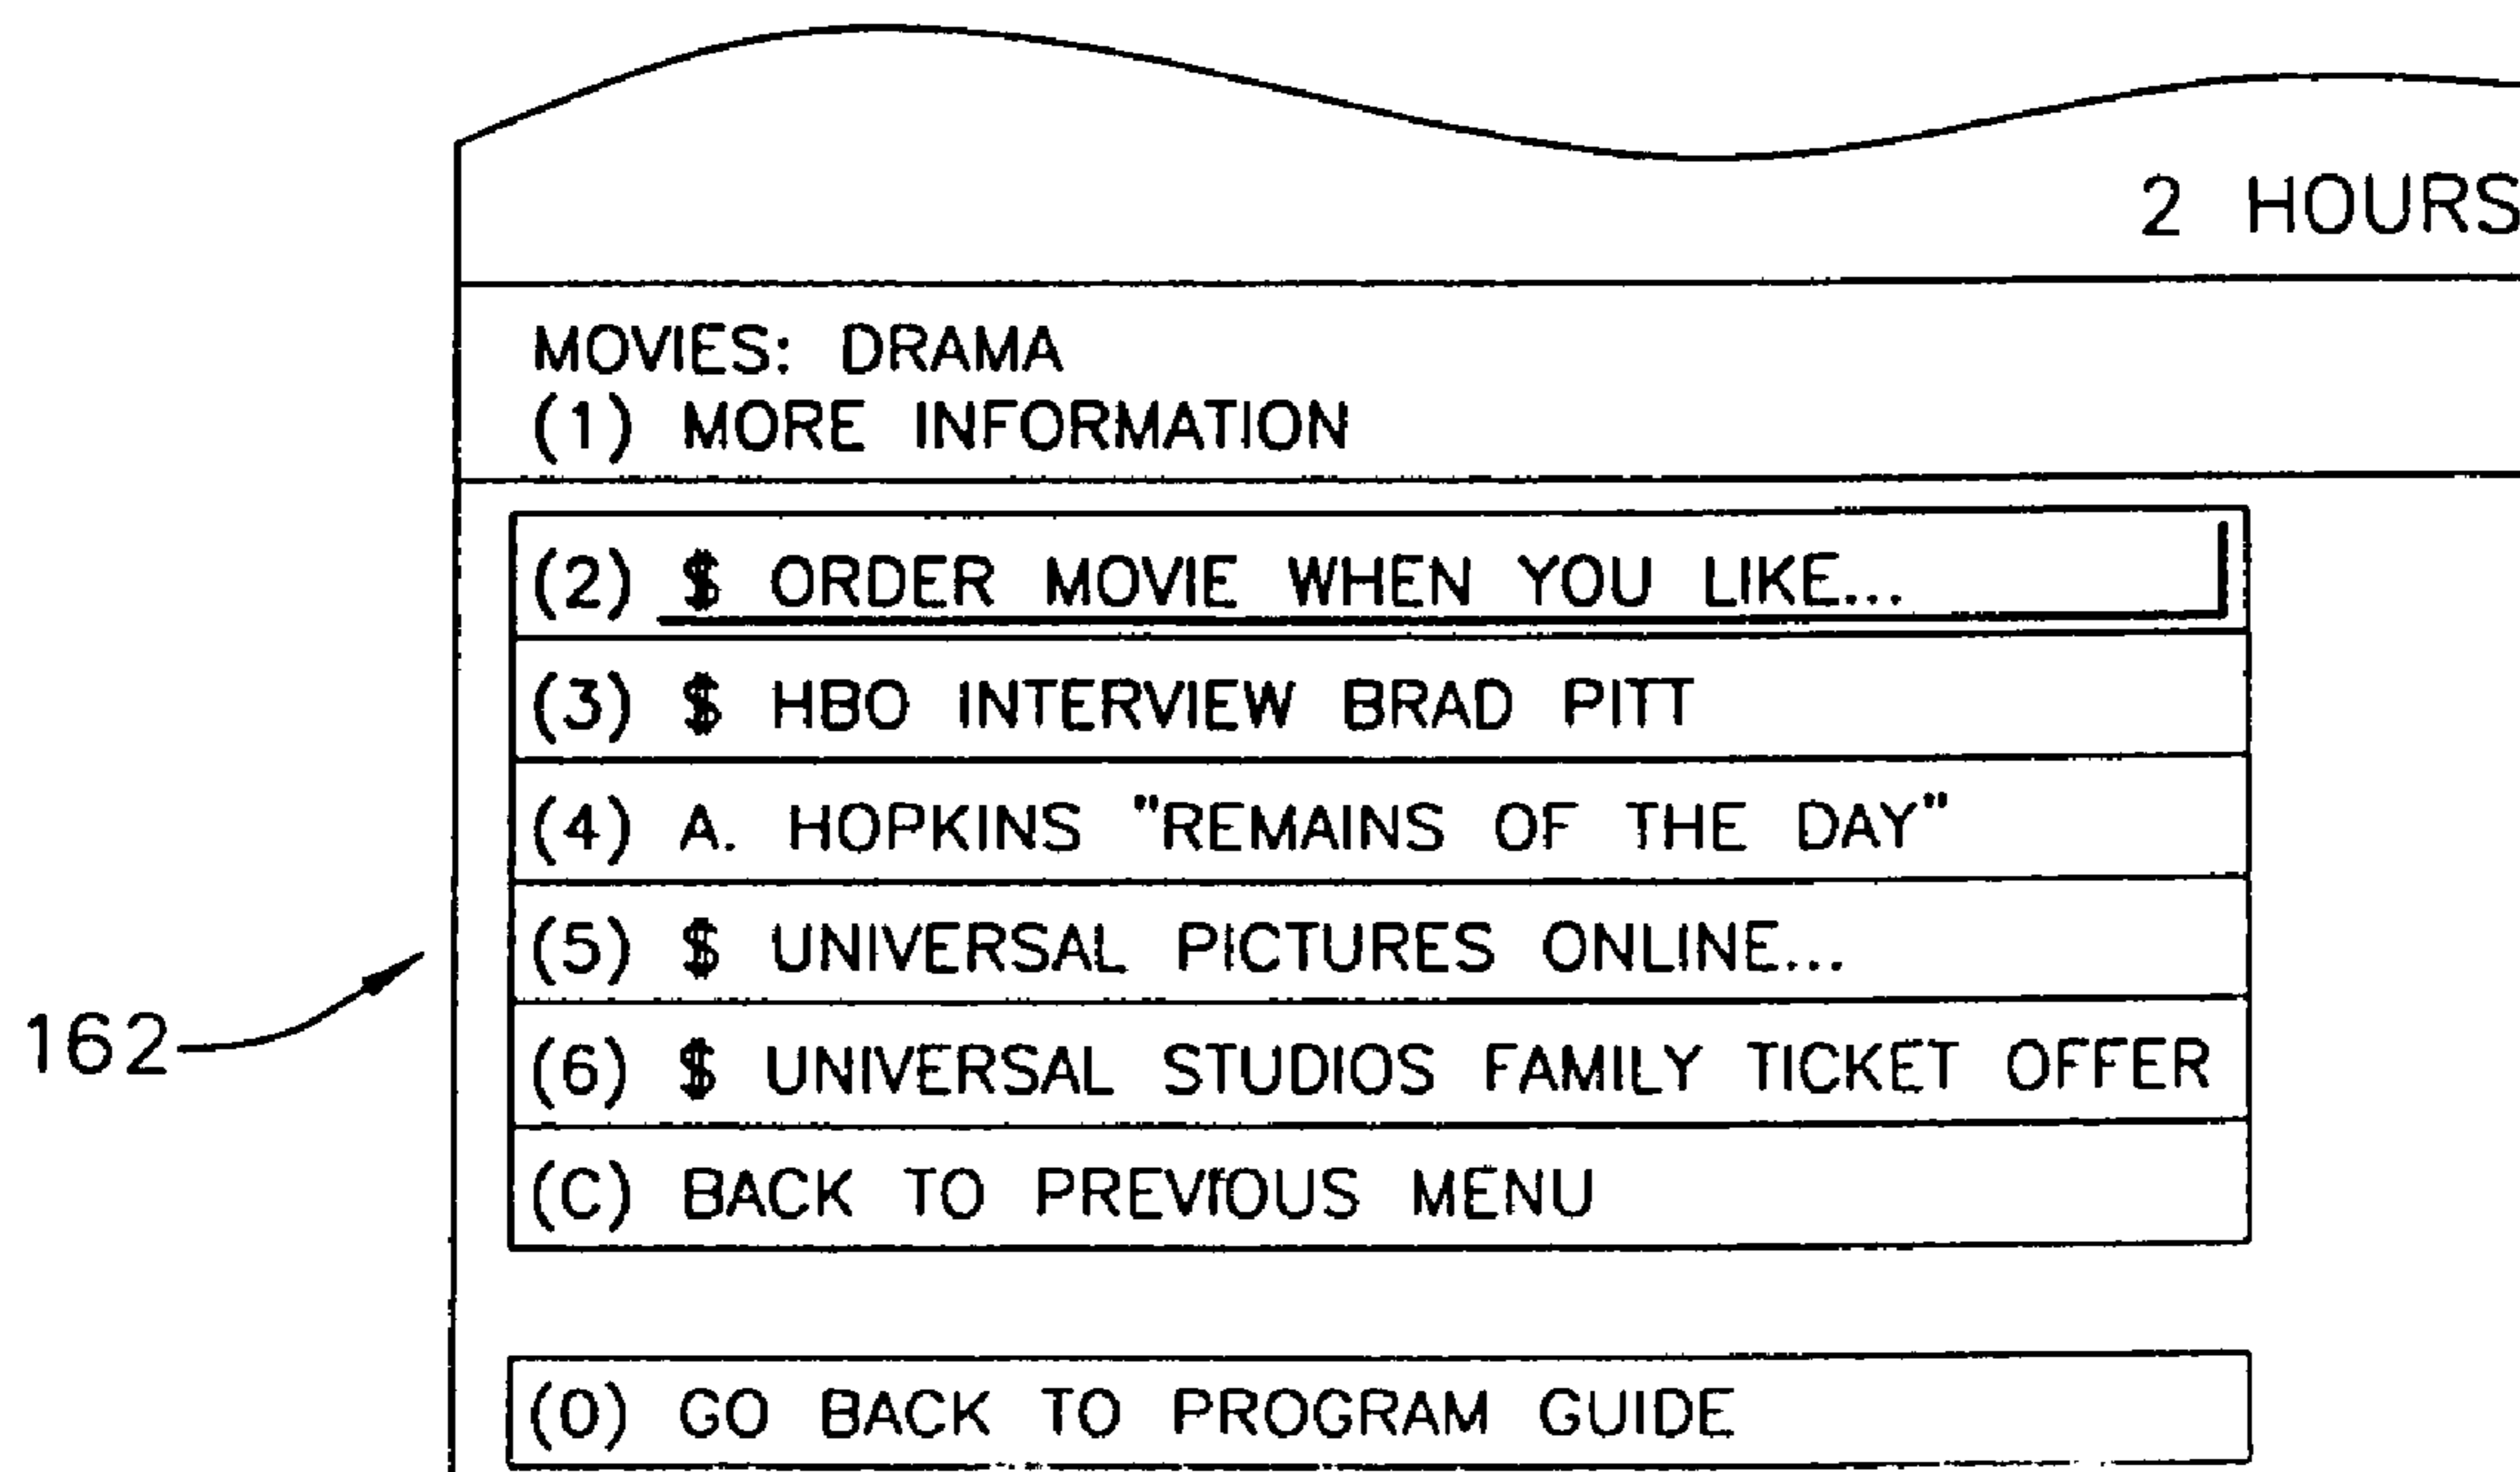 2 HOURS
MOVIES: DRAMA
(1) MORE INFORMATION
(2) $ ORDER MOVIE WHEN YOU LIKE...
(3) $ HBO INTERVIEW BRAD PITT
(4) A. HOPKINS "REMAINS OF THE DAY"
(5) $ UNIVERSAL PICTURES ONLINE...
162
(6) $ UNIVERSAL STUDIOS FAMILY TICKET OFFER
(C) BACK TO PREVIOUS MENU
(0) GO BACK TO PROGRAM GUIDE